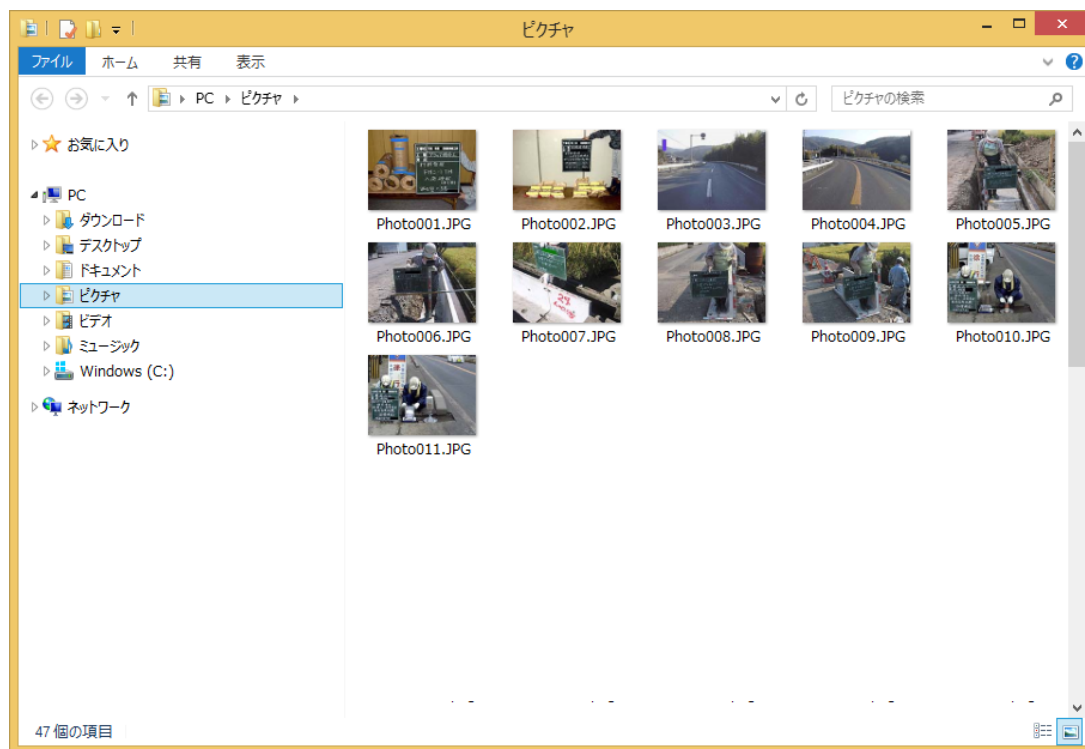 ピクチャ
ファイル ホーム 共有 表示
PC ピクチャ ピクチャの検索
お気に入り
PC
ダウンロード
デスクトップ
ドキュメント
ピクチャ
ビデオ
ミュージック
Windows (C:)
ネットワーク
Photo001.JPG Photo002.JPG Photo003.JPG Photo004.JPG Photo005.JPG
Photo006.JPG Photo007.JPG Photo008.JPG Photo009.JPG Photo010.JPG
Photo011.JPG
47 個の項目